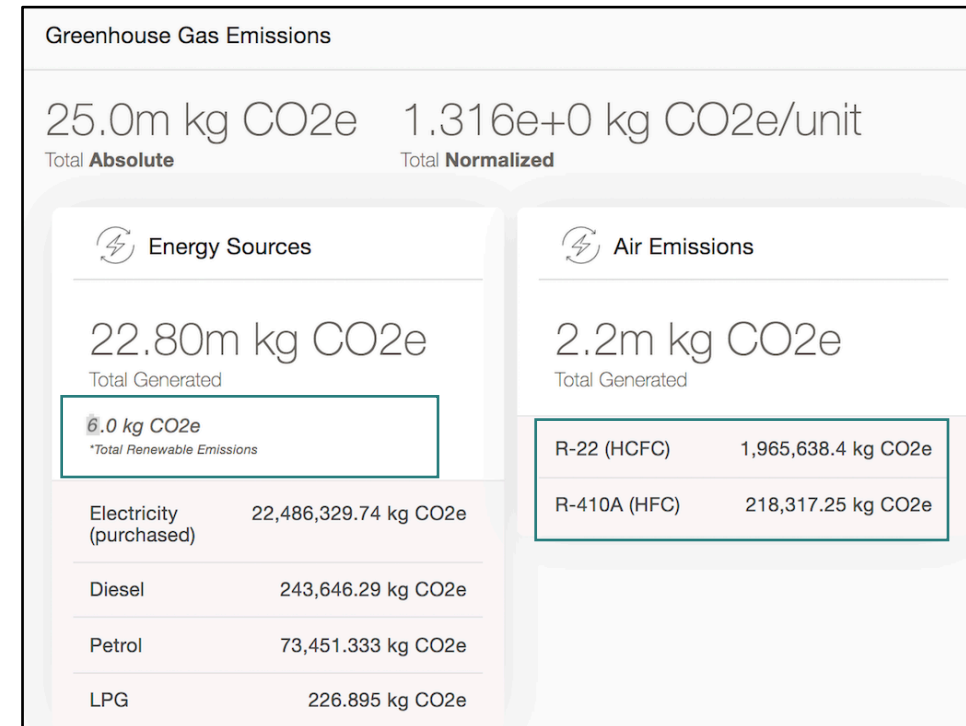 Greenhouse Gas Emissions
25.0m kg CO2e 1.316e+0 kg CO2e/unit
Total Absolute Total Normalized
Energy Sources
22.80m kg CO2e
Total Generated
6.0 kg CO2e
*Total Renewable Emissions
Electricity 22,486,329.74 kg CO2e
(purchased)
Diesel 243,646.29 kg CO2e
Petrol 73,451.333 kg CO2e
LPG 226.895 kg CO2e
Air Emissions
2.2m kg CO2e
Total Generated
R-22 (HCFC) 1,965,638.4 kg CO2e
R-410A (HFC) 218,317.25 kg CO2e